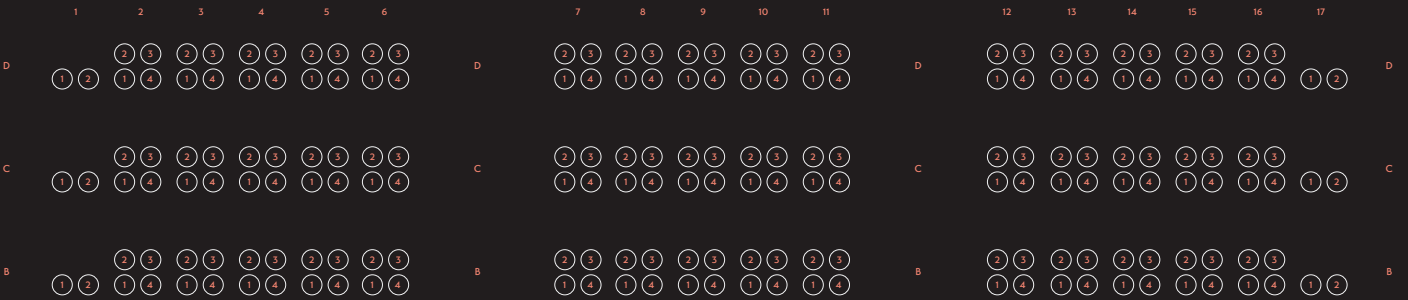 1 2 3 4 5 6 7 8 9 10 11 12 13 14 15 16 17
2 3 2 3 2 3 2 3 2 3 2 3 2 3 2 3 2 3 2 3 2 3 2 3 2 3 2 3 2 3
D D D D
1 2 1 4 1 4 1 4 1 4 1 4 1 4 1 4 1 4 1 4 1 4 1 4 1 4 1 4 1 4 1 4 1 2
2 3 2 3 2 3 2 3 2 3 2 3 2 3 2 3 2 3 2 3 2 3 2 3 2 3 2 3 2 3
C C C C
1 2 1 4 1 4 1 4 1 4 1 4 1 4 1 4 1 4 1 4 1 4 1 4 1 4 1 4 1 4 1 4 1 2
2 3 2 3 2 3 2 3 2 3 2 3 2 3 2 3 2 3 2 3 2 3 2 3 2 3 2 3 2 3
B B B B
1 2 1 4 1 4 1 4 1 4 1 4 1 4 1 4 1 4 1 4 1 4 1 4 1 4 1 4 1 4 1 4 1 2